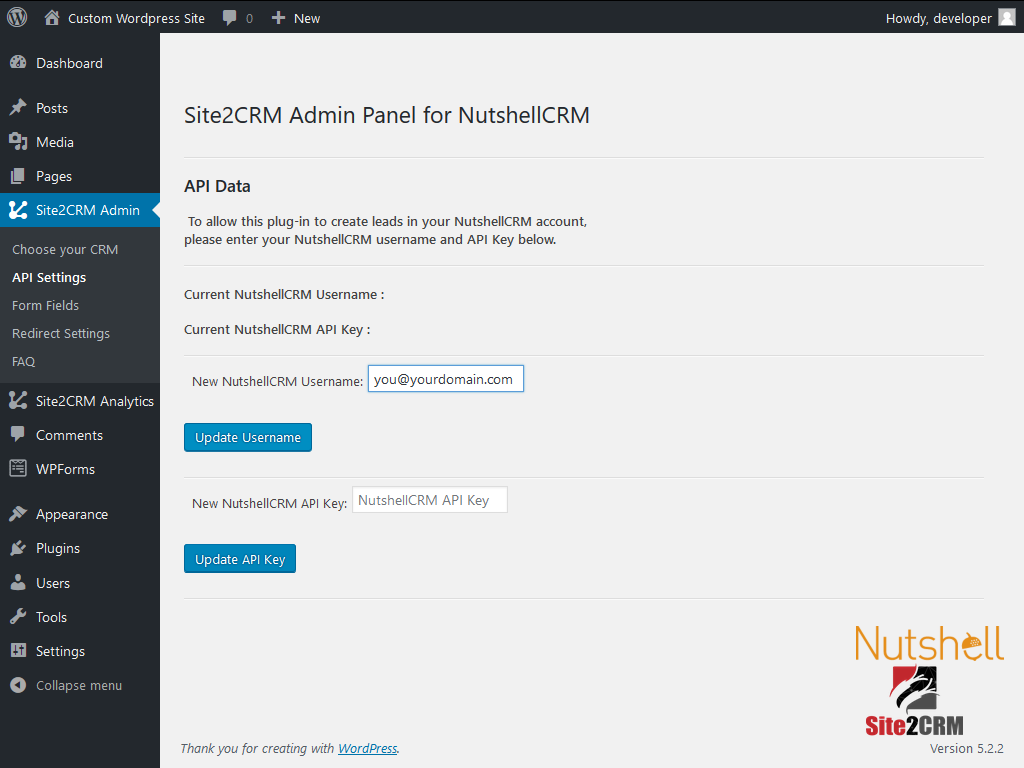 Custom Wordpress Site 0 New Howdy, developer
Dashboard
Posts
Media
Pages
Site2CRM Admin
Choose your CRM
API Settings
Form Fields
Redirect Settings
FAQ
Site2CRM Analytics
Comments
WPForms
Appearance
Plugins
Users
Tools
Settings
Collapse menu
Site2CRM Admin Panel for NutshellCRM
API Data
To allow this plug-in to create leads in your NutshellCRM account,
please enter your NutshellCRM username and API Key below.
Current NutshellCRM Username :
Current NutshellCRM API Key :
New NutshellCRM Username: you@yourdomain.com
Update Username
New NutshellCRM API Key: NutshellCRM API Key
Update API Key
Nutshell
Site2CRM
Thank you for creating with WordPress. Version 5.2.2